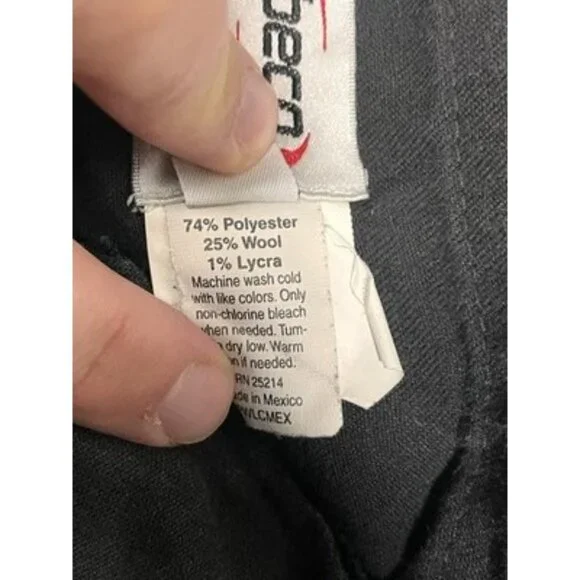 beco
74% Polyester
25% Wool
1% Lycra
Machine wash cold
with like colors. Only
non-chlorine bleach
when needed. Tum-
dry low. Warm
if needed.
RN 25214
in Mexico